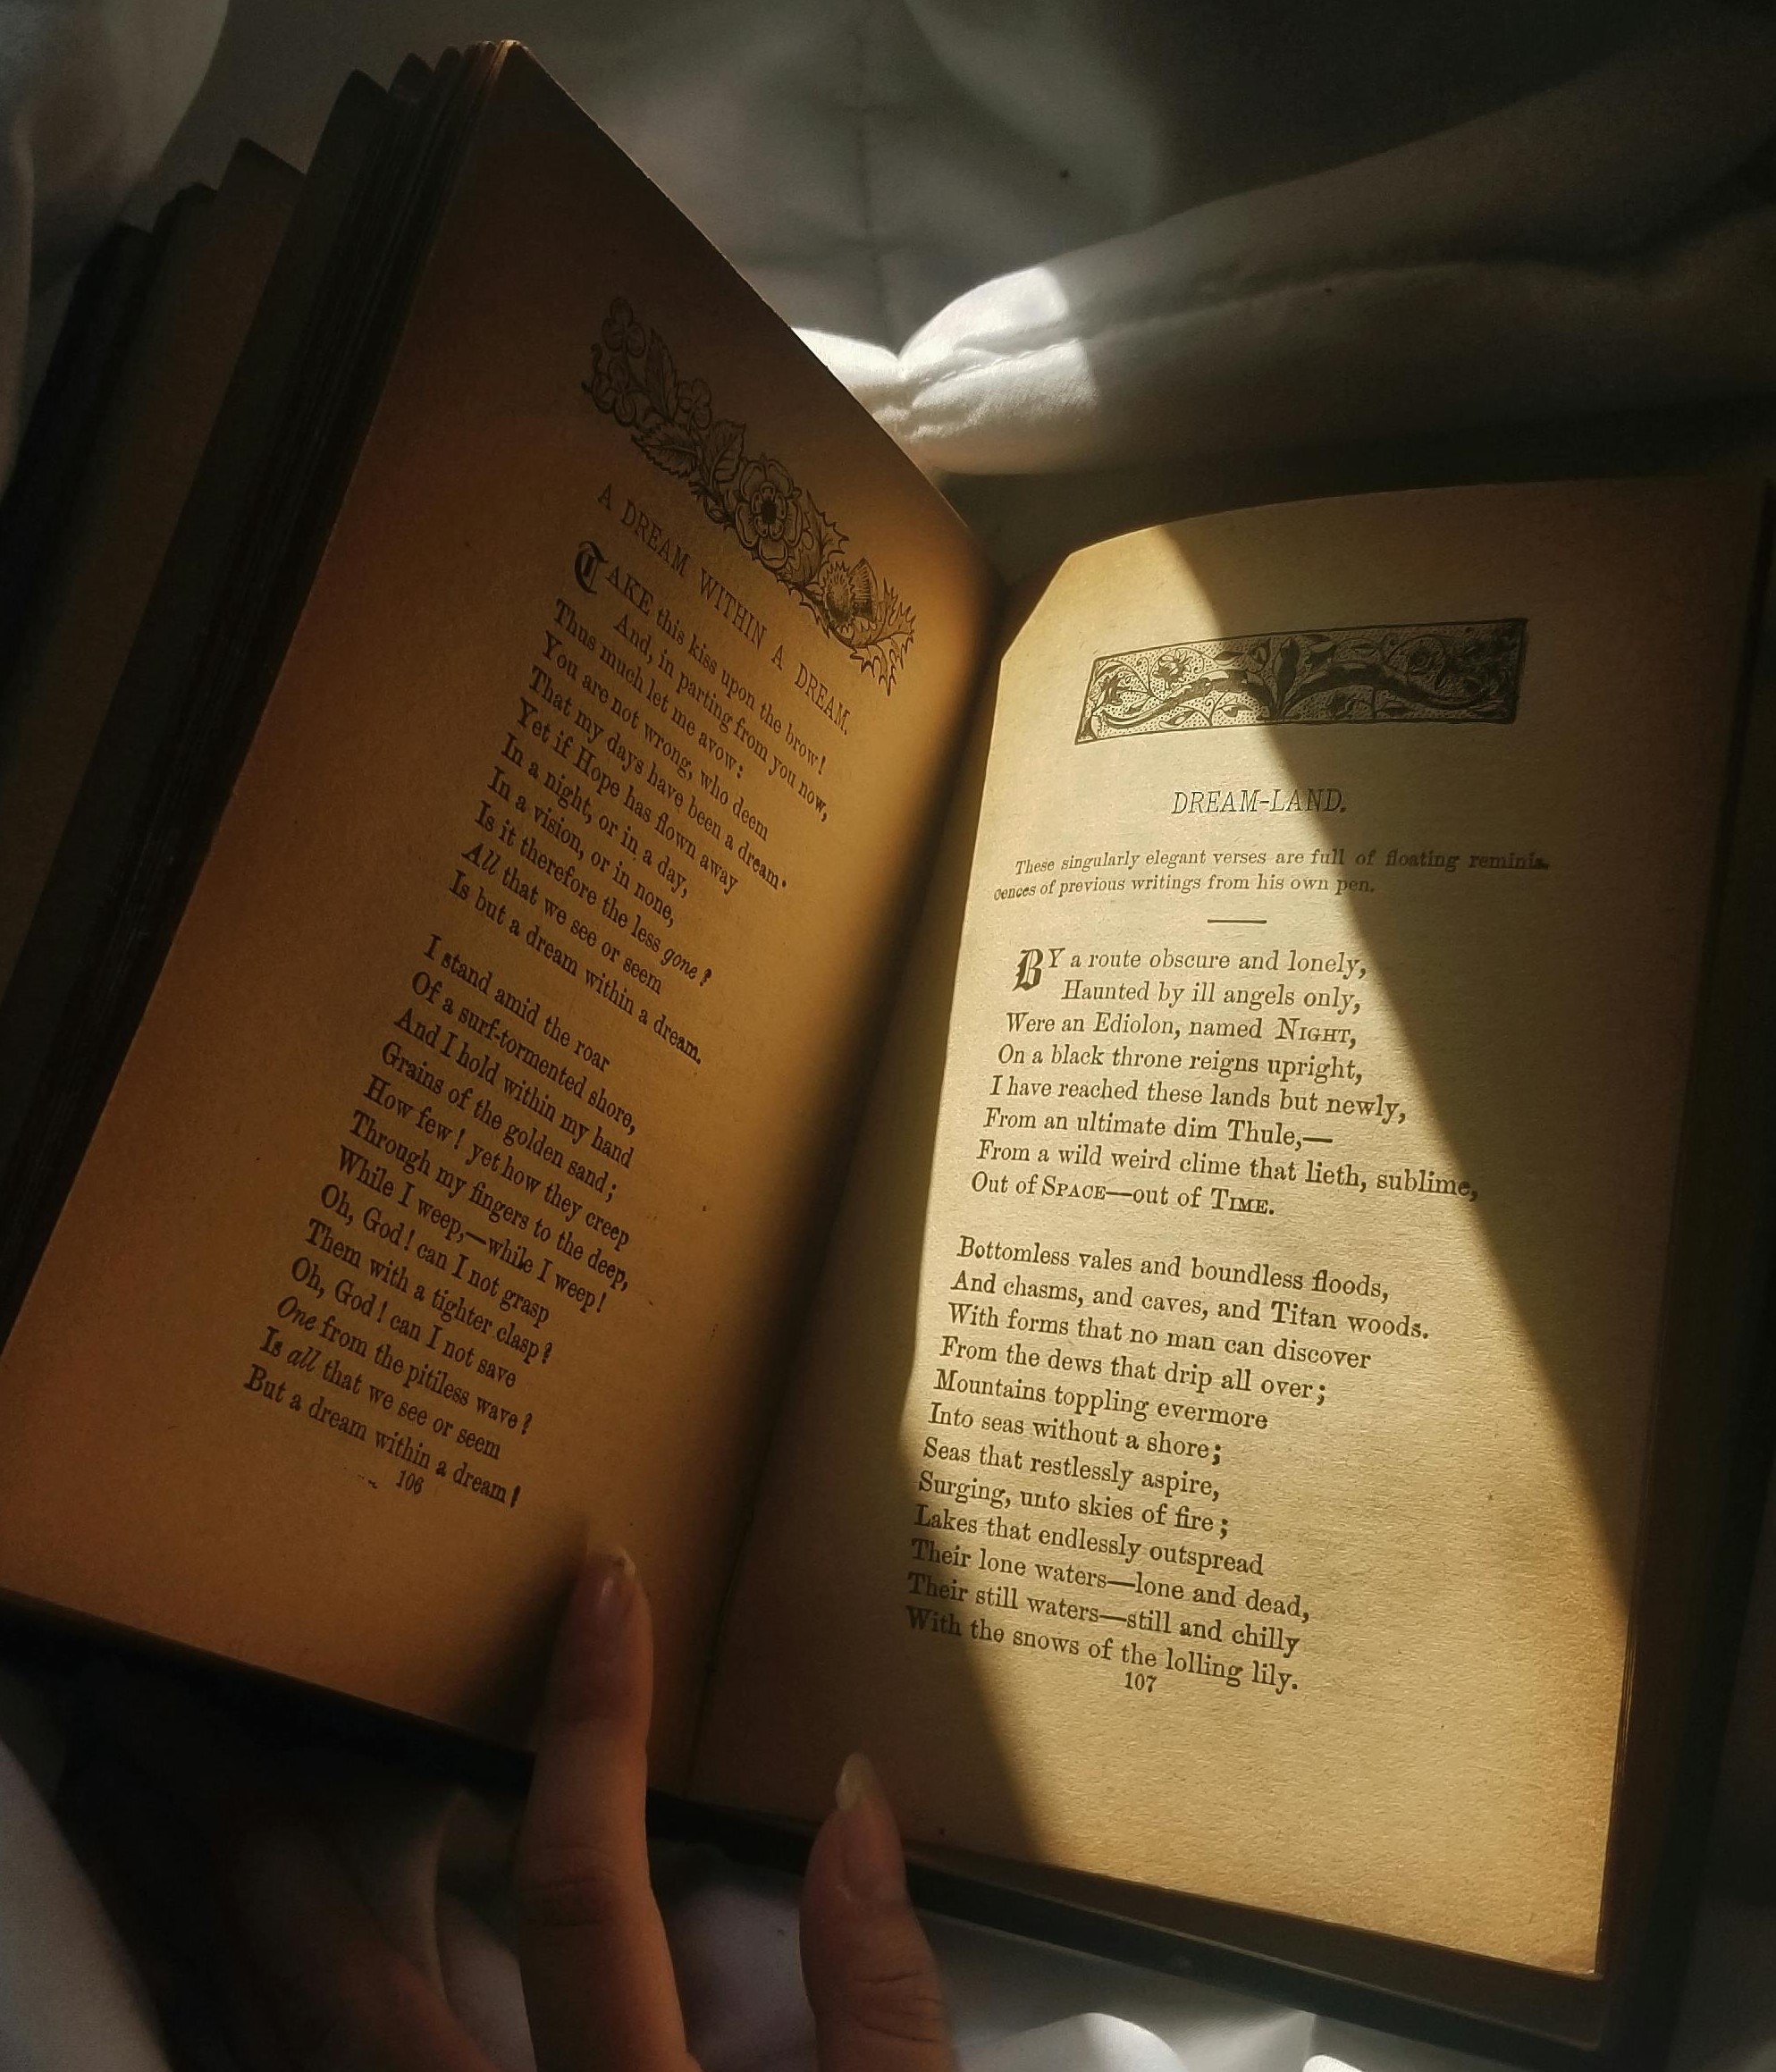 A DREAM WITHIN A DREAM.
TAKE this kiss upon the brow!
And, in parting from you now,
Thus much let me avow:
You are not wrong, who deem
That my days have been a dream·
Yet if Hope has flown away
In a night, or in a day,
In a vision, or in none,
Is it therefore the less gone?
All that we see or seem
Is but a dream within a dream.
I stand amid the roar
Of a surf-tormented shore,
And I hold within my hand
Grains of the golden sand;
How few! yet how they creep
Through my fingers to the deep,
While I weep,—while I weep!
Oh, God! can I not grasp
Them with a tighter clasp?
Oh, God! can I not save
One from the pitiless wave?
Is all that we see or seem
But a dream within a dream!
106
DREAM-LAND.
These singularly elegant verses are full of floating reminis-
cences of previous writings from his own pen.
BY a route obscure and lonely,
Haunted by ill angels only,
Were an Ediolon, named NIGHT,
On a black throne reigns upright,
I have reached these lands but newly,
From an ultimate dim Thule,—
From a wild weird clime that lieth, sublime,
Out of SPACE—out of TIME.
Bottomless vales and boundless floods,
And chasms, and caves, and Titan woods.
With forms that no man can discover
From the dews that drip all over;
Mountains toppling evermore
Into seas without a shore;
Seas that restlessly aspire,
Surging, unto skies of fire;
Lakes that endlessly outspread
Their lone waters—lone and dead,
Their still waters—still and chilly
With the snows of the lolling lily.
107